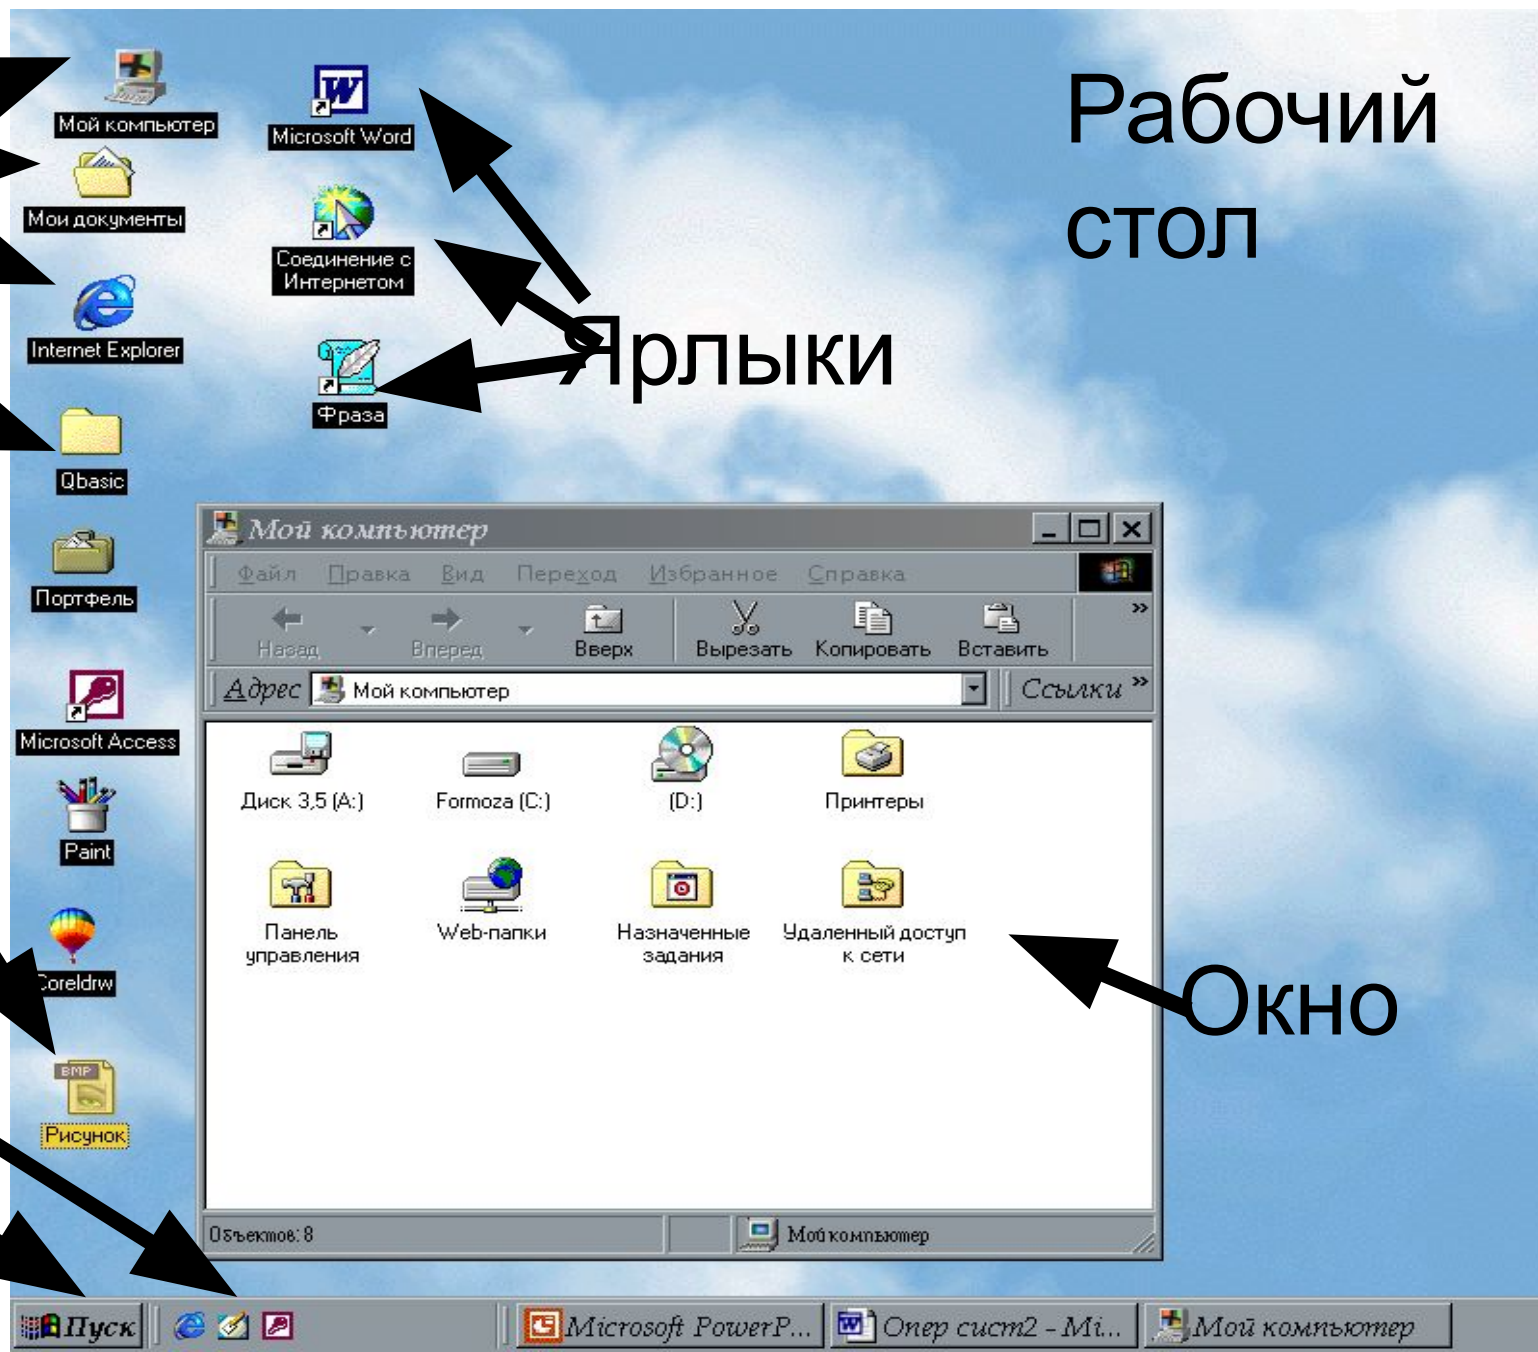 Рабочий
стол
Мой компьютер
Microsoft Word
Мои документы
Соединение с
Интернетом
Internet Explorer
Ярлыки
Фраза
Qbasic
Портфель
Microsoft Access
Paint
Coreldrw
BMP
Рисунок
Мой компьютер
Файл Правка Вид Переход Избранное Справка
Назад Вперед Вверх Вырезать Копировать Вставить »
Адрес Мой компьютер Ссылки »
Диск 3,5 (A:) Formoza (C:) (D:) Принтеры
Панель
управления
Web-папки
Назначенные
задания
Удаленный доступ
к сети
Окно
Объектов: 8 Мой компьютер
Пуск Microsoft PowerP... Опер сист2 - Mi... Мой компьютер